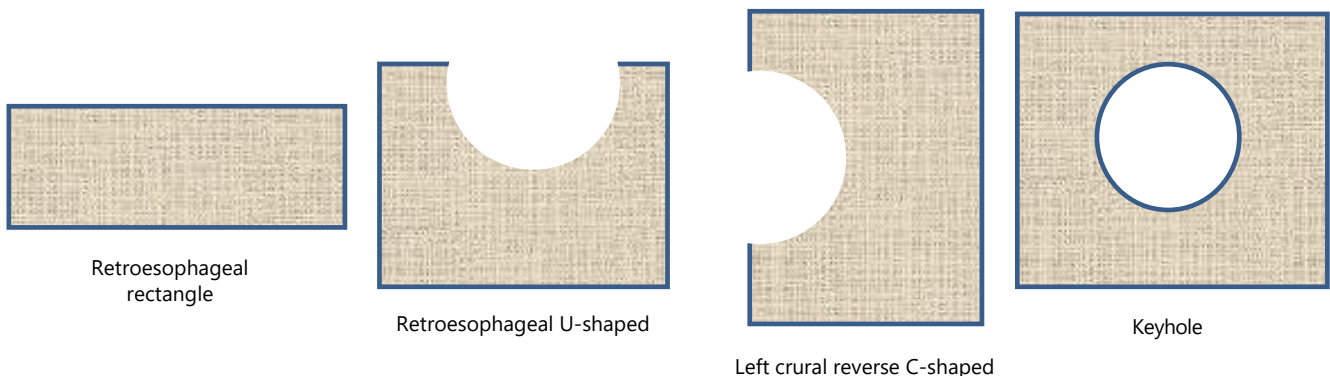 Retroesophageal
rectangle
Retroesophageal U-shaped
Left crural reverse C-shaped
Keyhole